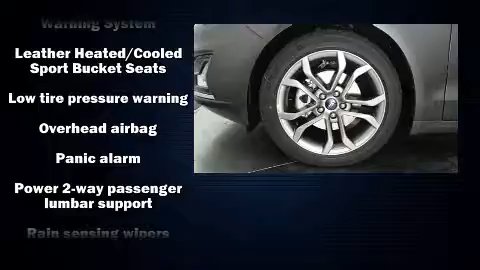 Warning System
Leather Heated/Cooled
Sport Bucket Seats
Low tire pressure warning
Overhead airbag
Panic alarm
Power 2-way passenger
lumbar support
Rain sensing wipers